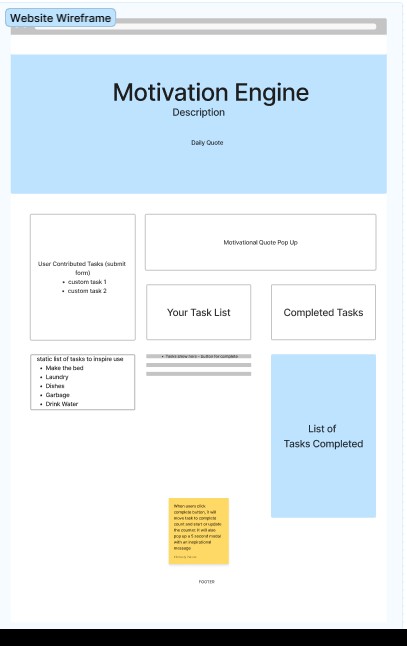 Website Wireframe
Motivation Engine
Description
Daily Quote
User Contributed Tasks (submit
form)
• custom task 1
• custom task 2
Motivational Quote Pop Up
Your Task List
Completed Tasks
static list of tasks to inspire use
• Make the bed
• Laundry
• Dishes
• Garbage
• Drink Water
• Tasks show here - button for complete
List of
Tasks Completed
When users click
complete button, it will
move task to complete
count and start or update
the counter. It will also
pop up a 5 second modal
with an inspirational
message
FOOTER